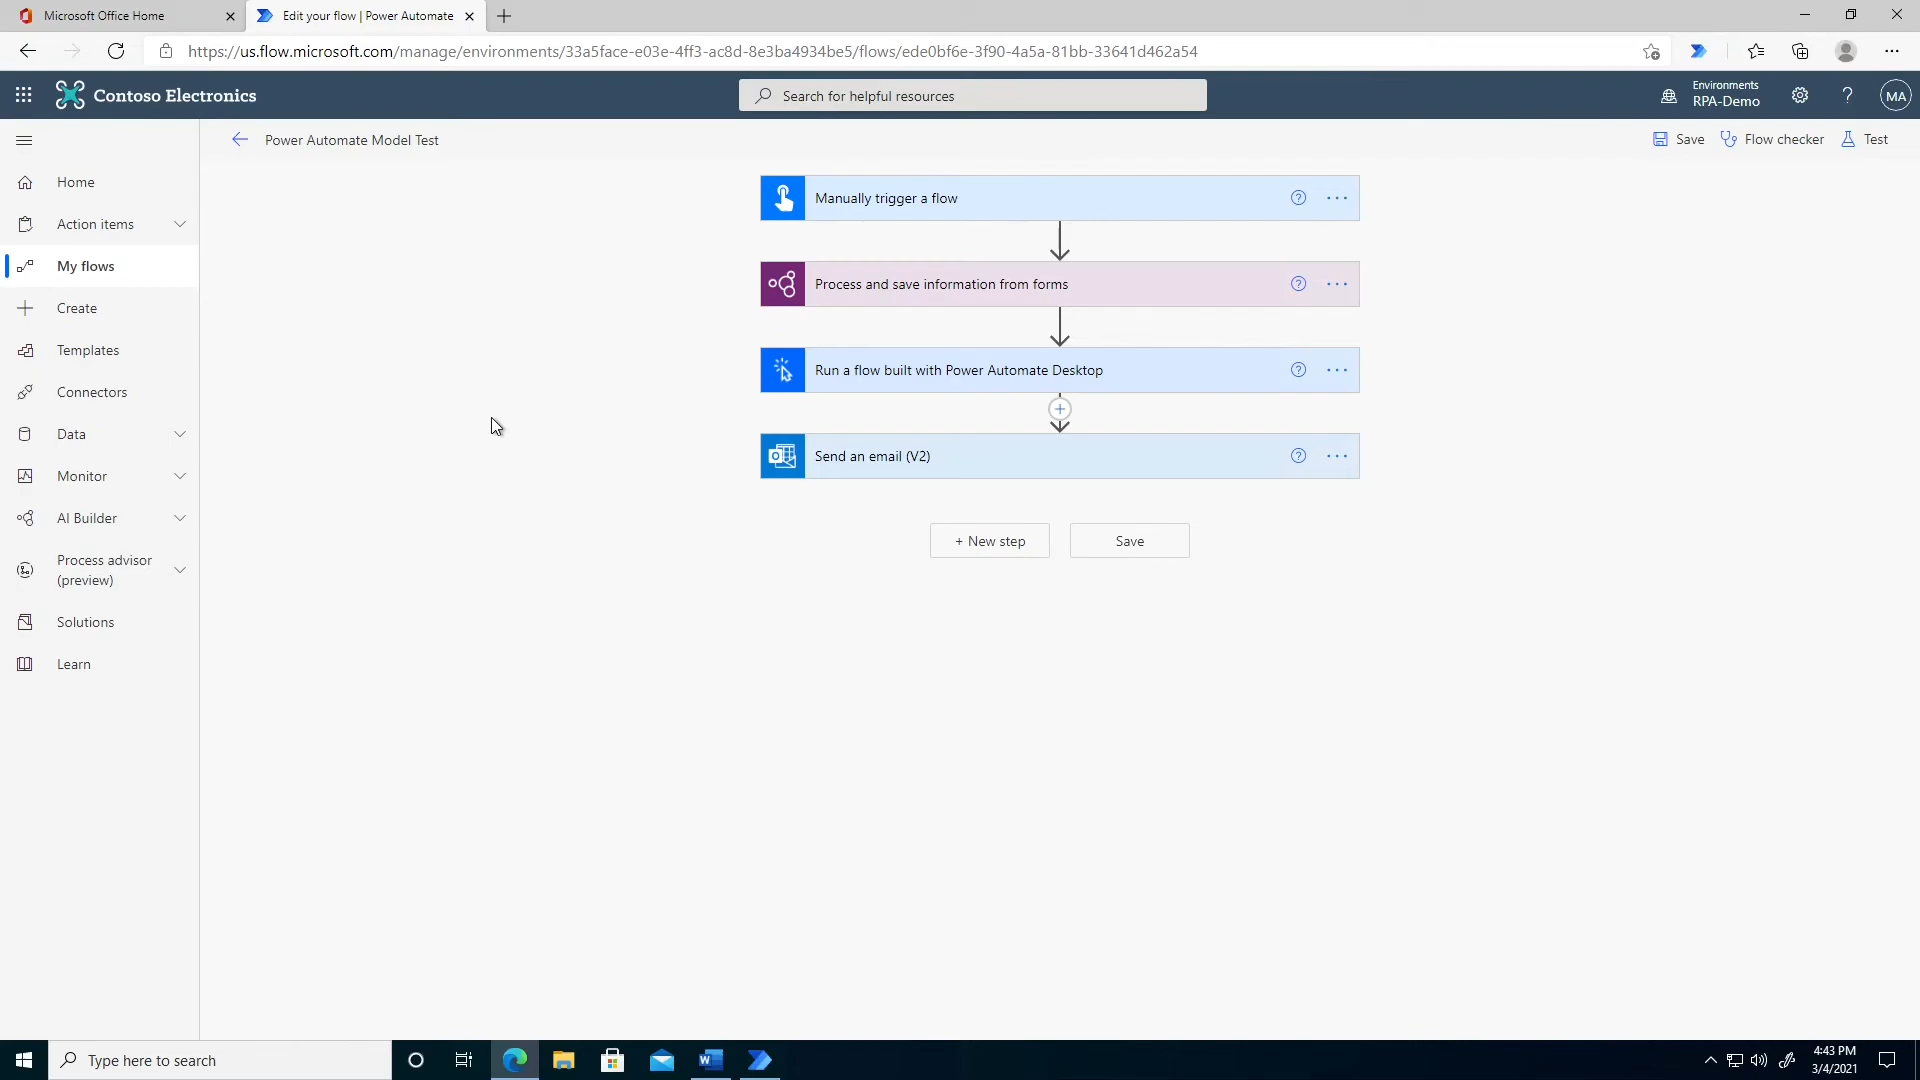 Microsoft Office Home
Edit your flow | Power Automate
https://us.flow.microsoft.com/manage/environments/33a5face-e03e-4ff3-ac8d-8e3ba4934be5/flows/ede0bf6e-3f90-4a5a-81bb-33641d462a54
Contoso Electronics
Search for helpful resources
Environments
RPA-Demo
MA
Power Automate Model Test
Save
Flow checker
Test
Home
Action items
My flows
Create
Templates
Connectors
Data
Monitor
AI Builder
Process advisor
(preview)
Solutions
Learn
Manually trigger a flow
Process and save information from forms
Run a flow built with Power Automate Desktop
Send an email (V2)
+ New step
Save
Type here to search
4:43 PM
3/4/2021